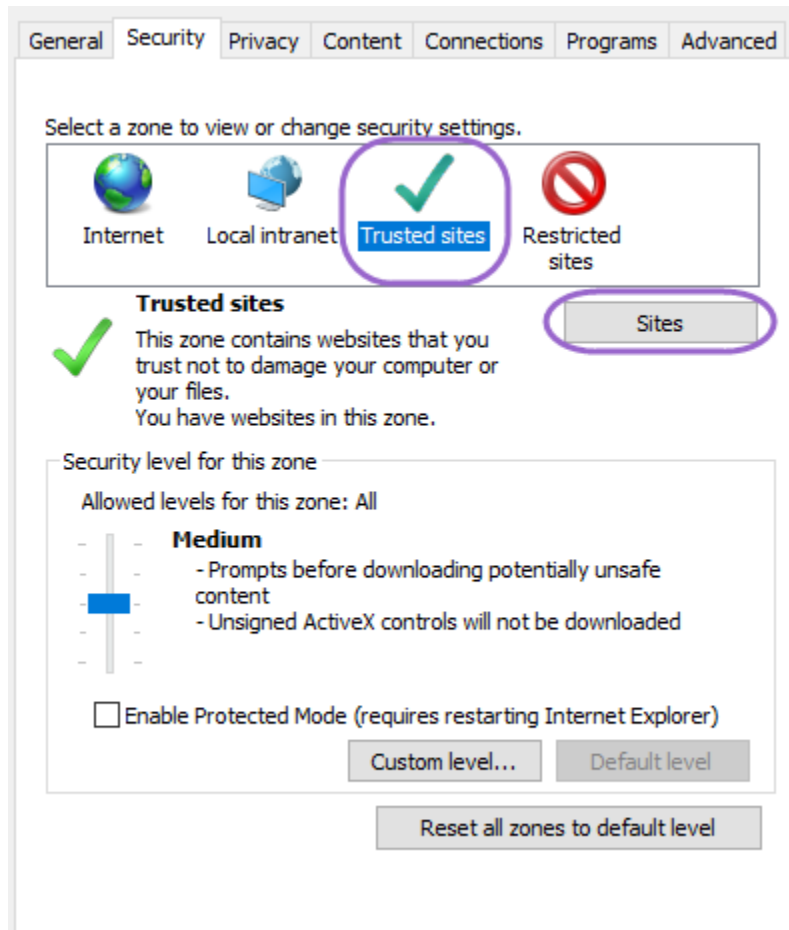 General Security Privacy Content Connections Programs Advanced
Select a zone to view or change security settings.
Internet Local intranet Trusted sites Restricted
sites
Trusted sites
Sites
This zone contains websites that you
trust not to damage your computer or
your files.
You have websites in this zone.
Security level for this zone
Allowed levels for this zone: All
Medium
- Prompts before downloading potentially unsafe
content
- Unsigned ActiveX controls will not be downloaded
Enable Protected Mode (requires restarting Internet Explorer)
Custom level... Default level
Reset all zones to default level